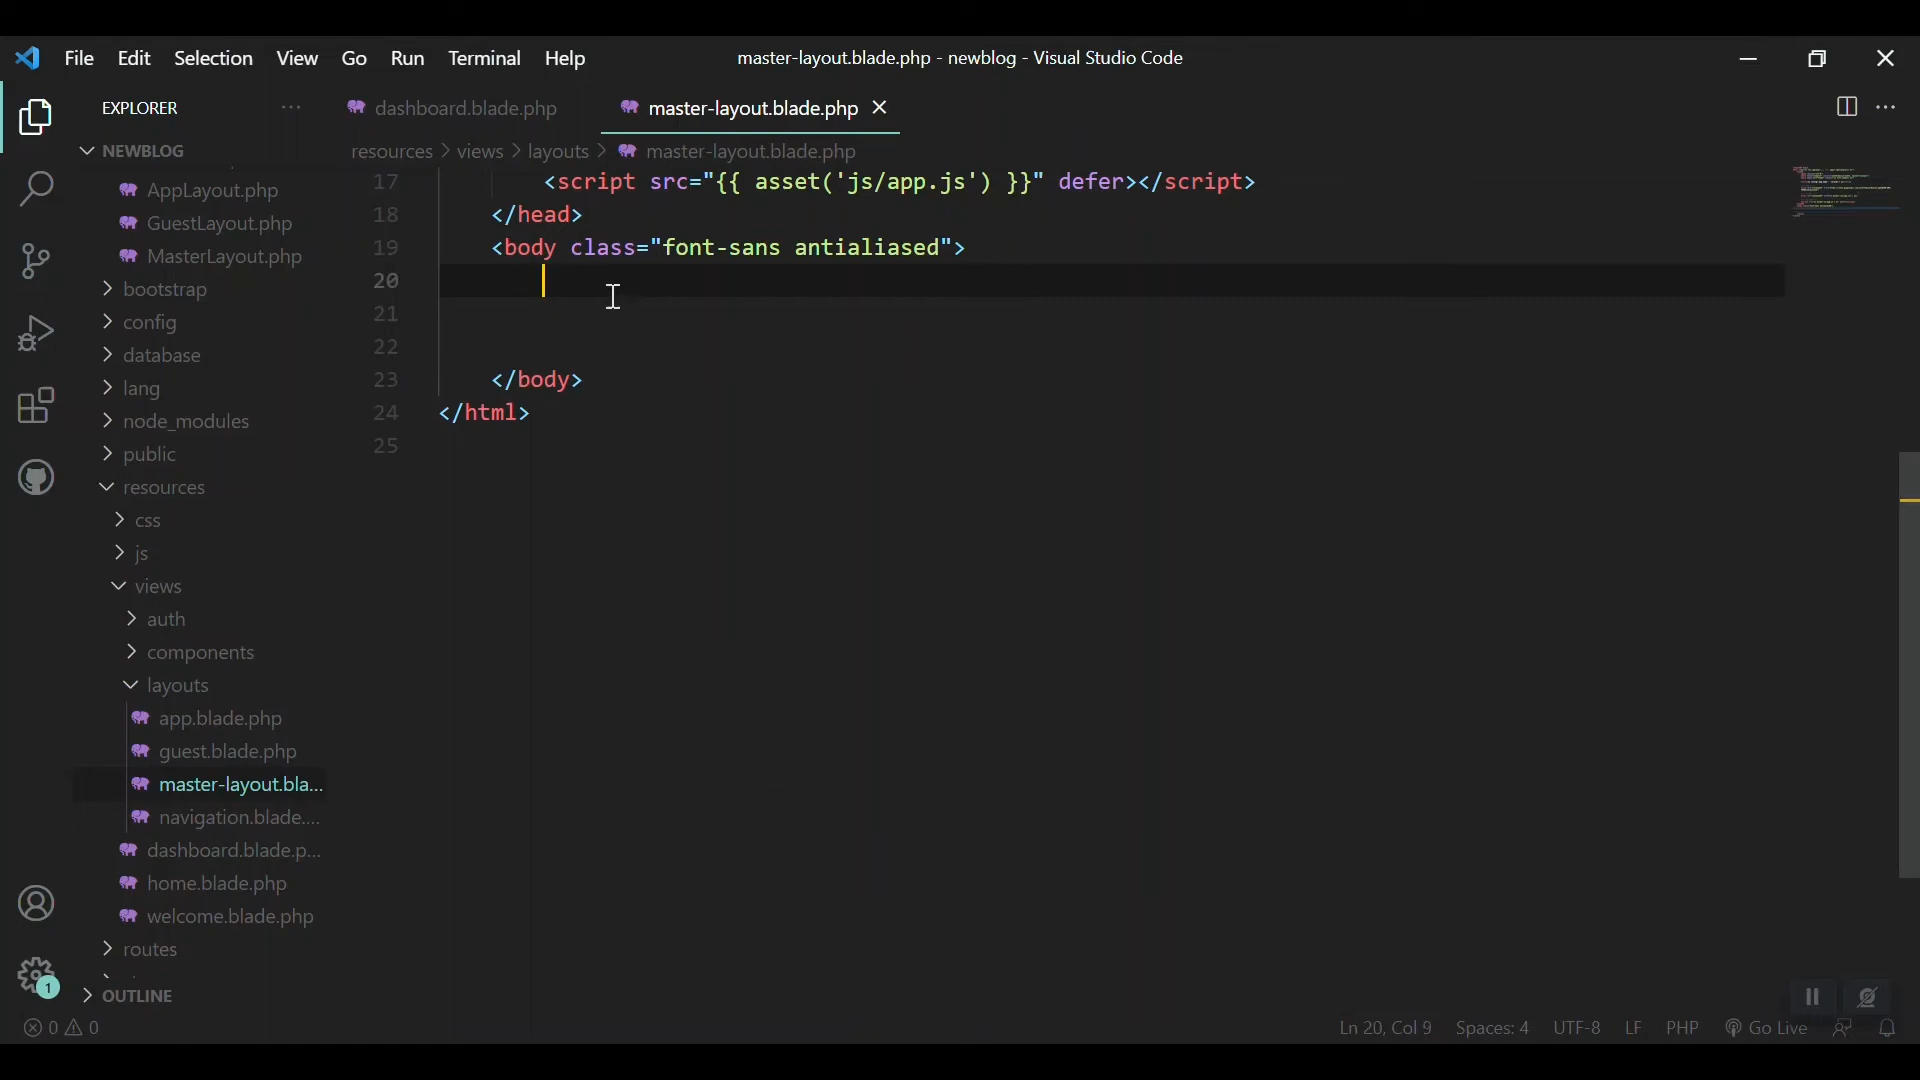 File Edit Selection View Go Run Terminal Help
master-layout.blade.php - newblog - Visual Studio Code
EXPLORER
dashboard.blade.php
master-layout.blade.php
NEWBLOG
resources > views > layouts > master-layout.blade.php
AppLayout.php
GuestLayout.php
MasterLayout.php
bootstrap
config
database
lang
node_modules
public
resources
css
js
views
auth
components
layouts
app.blade.php
guest.blade.php
master-layout.bla...
navigation.blade....
dashboard.blade.p...
home.blade.php
welcome.blade.php
routes
OUTLINE
17 <script src="{{ asset('js/app.js') }}" defer></script>
18 </head>
19 <body class="font-sans antialiased">
20
21
22
23 </body>
24 </html>
25
1
0 0
Ln 20, Col 9 Spaces: 4 UTF-8 LF PHP Go Live